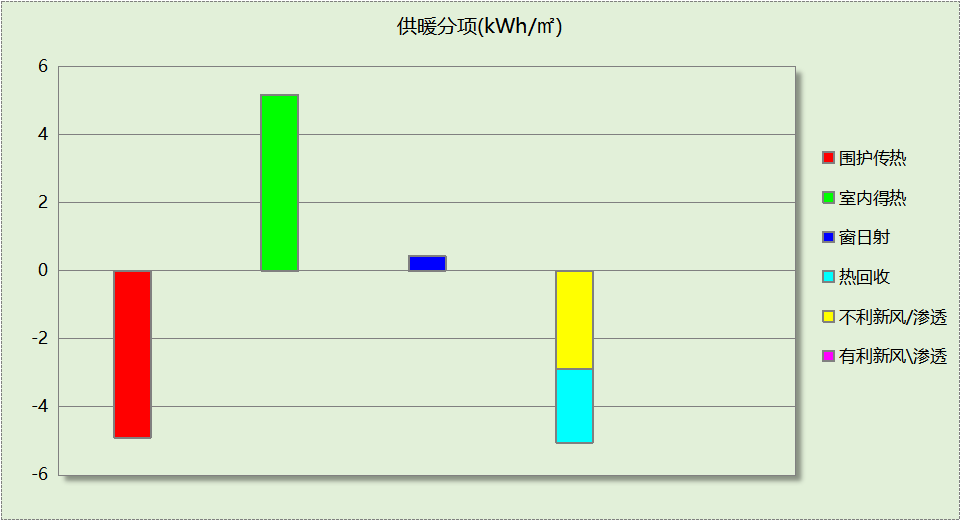 供暖分项(kWh/㎡)
6
4
2
0
-2
-4
-6
围护传热
室内得热
窗日射
热回收
不利新风/渗透
有利新风\渗透